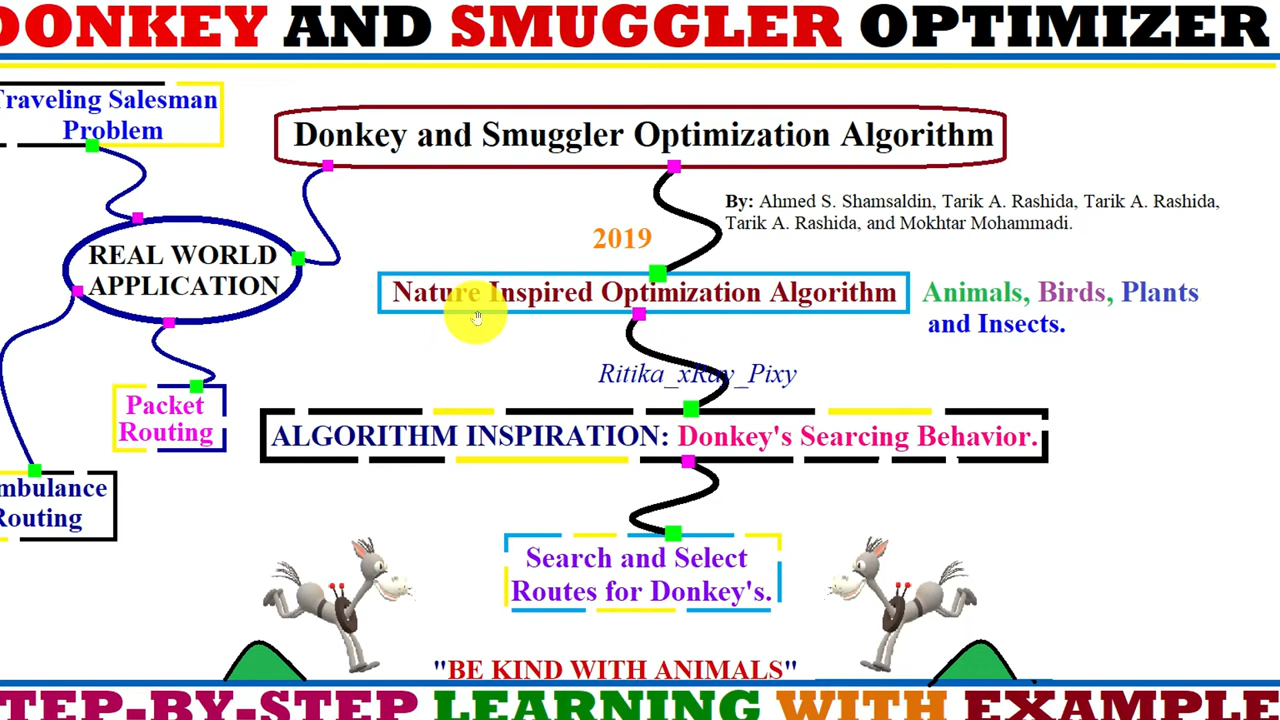 DONKEY AND SMUGGLER OPTIMIZER
Traveling Salesman
Problem
Donkey and Smuggler Optimization Algorithm
By: Ahmed S. Shamsaldin, Tarik A. Rashida, Tarik A. Rashida,
Tarik A. Rashida, and Mokhtar Mohammadi.
2019
REAL WORLD
APPLICATION
Nature Inspired Optimization Algorithm
Animals, Birds, Plants
and Insects.
Ritika_xRay_Pixy
Packet
Routing
ALGORITHM INSPIRATION: Donkey's Searcing Behavior.
mbulance
Routing
Search and Select
Routes for Donkey's.
"BE KIND WITH ANIMALS"
TEP-BY-STEP LEARNING WITH EXAMPLE